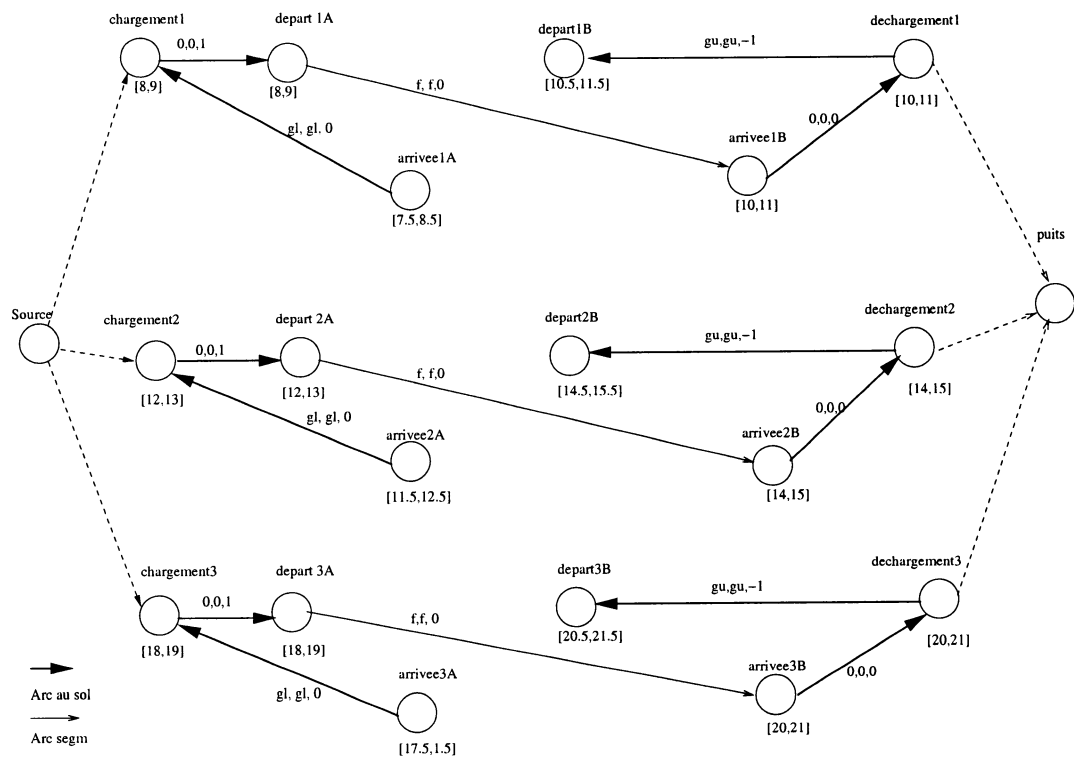 chargement1
depart 1A
0,0,1
[8,9]
[8,9]
gl, gl, 0
arrivee1A
[7.5,8.5]
f, f,0
depart1B
[10.5,11.5]
gu,gu,−1
dechargement1
[10,11]
0,0,0
arrivee1B
[10,11]
puits
Source
chargement2
depart 2A
0,0,1
[12,13]
[12,13]
gl, gl, 0
arrivee2A
[11.5,12.5]
f, f,0
depart2B
[14.5,15.5]
gu,gu,−1
dechargement2
[14,15]
0,0,0
arrivee2B
[14,15]
chargement3
depart 3A
0,0,1
[18,19]
[18,19]
gl, gl, 0
arrivee3A
[17.5,1.5]
f,f, 0
depart3B
[20.5,21.5]
gu,gu,−1
dechargement3
[20,21]
0,0,0
arrivee3B
[20,21]
Arc au sol
Arc segm